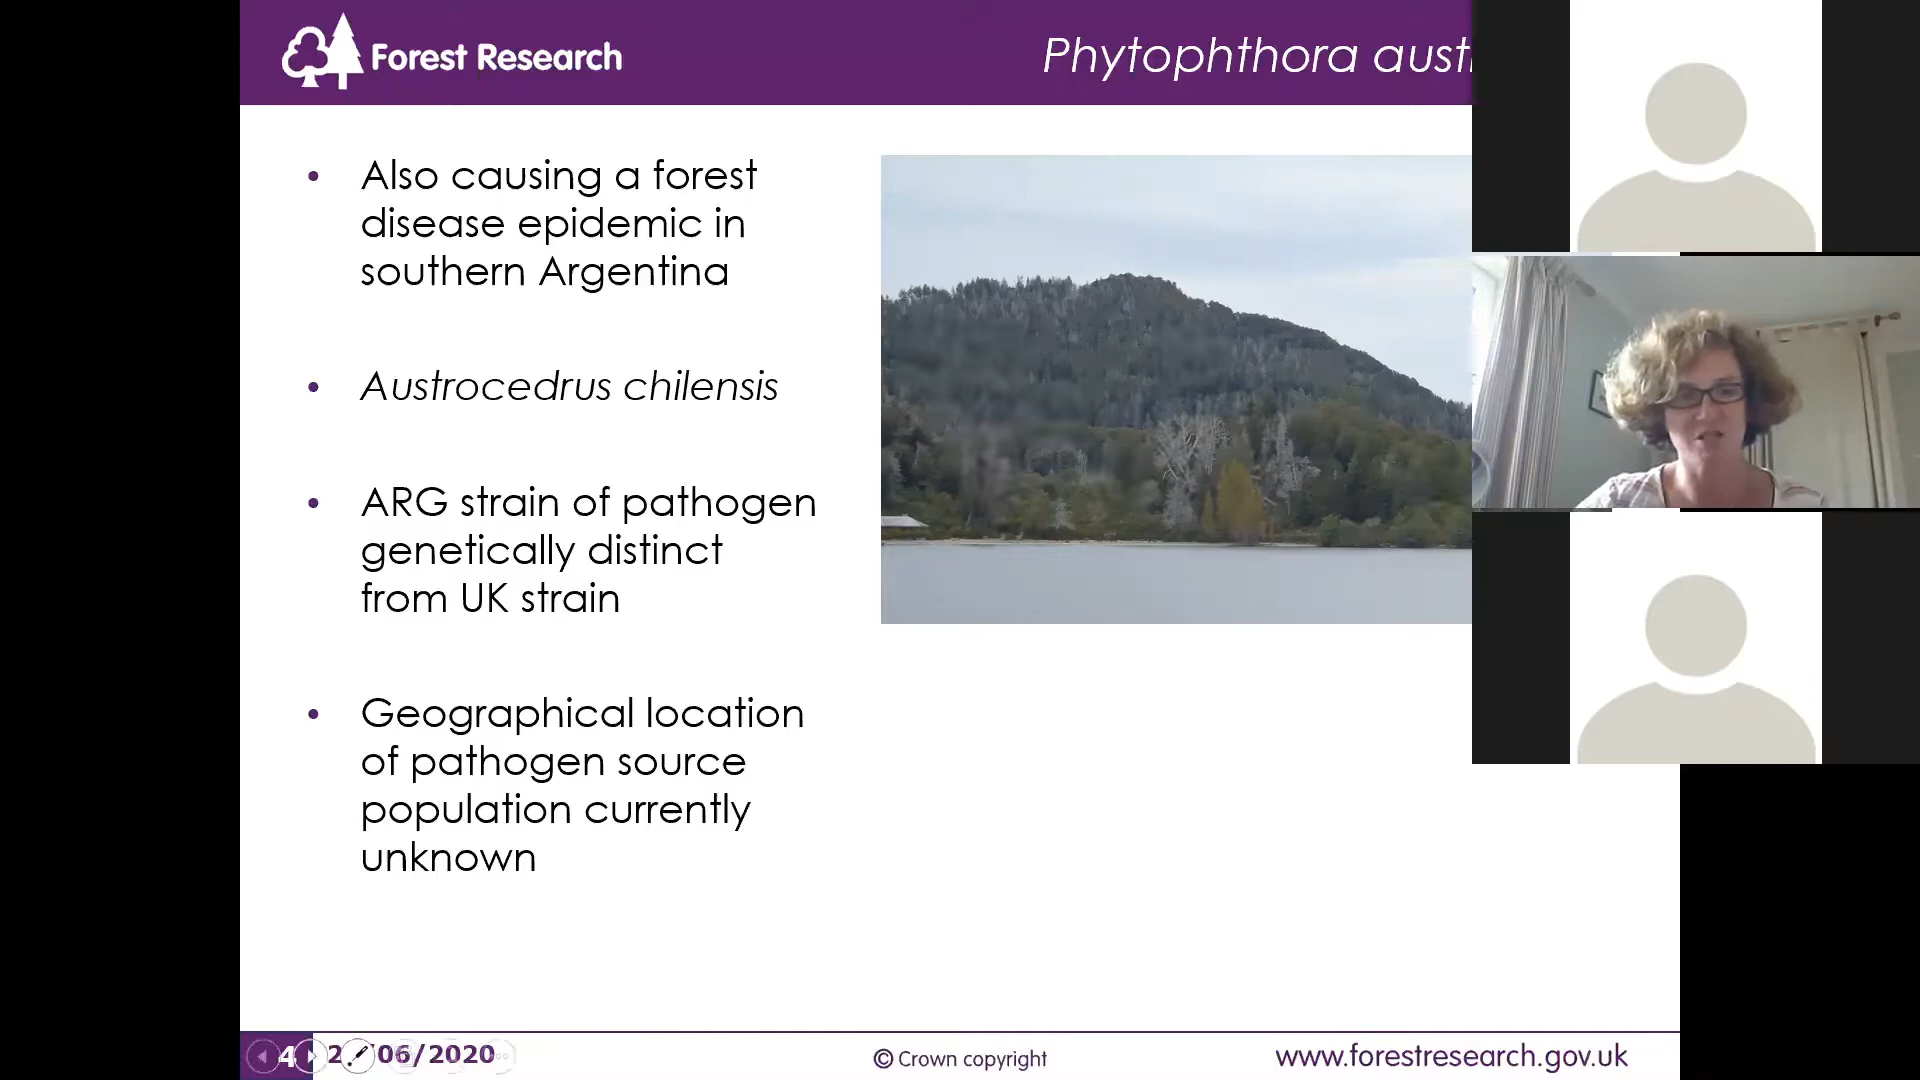 Forest Research
Phytophthora
Also causing a forest
disease epidemic in
southern Argentina
Austrocedrus chilensis
ARG strain of pathogen
genetically distinct
from UK strain
Geographical location
of pathogen source
population currently
unknown
4
/06/2020
© Crown copyright
www.forestresearch.gov.uk